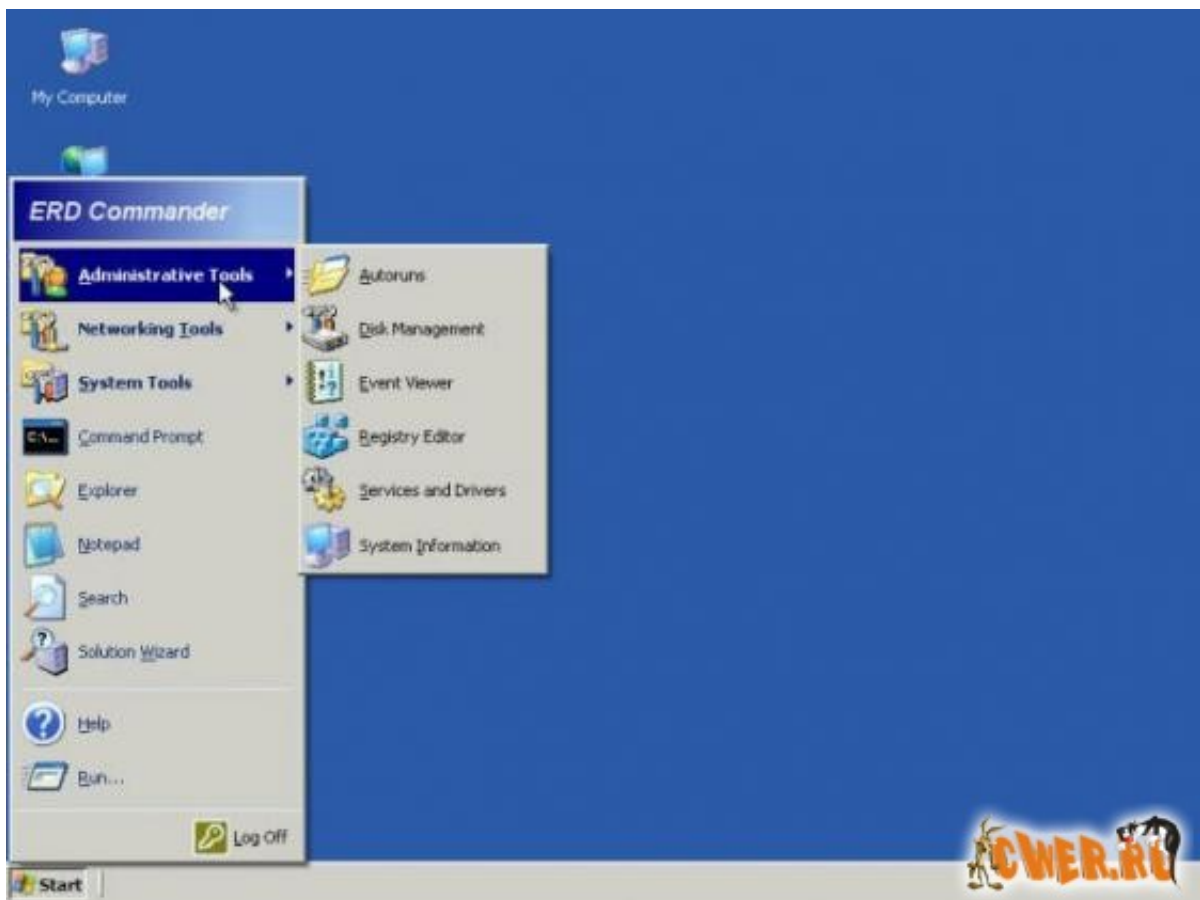 My Computer
ERD Commander
Administrative Tools
Networking Tools
System Tools
Command Prompt
Explorer
Notepad
Search
Solution Wizard
Help
Run...
Log Off
Autoruns
Disk Management
Event Viewer
Registry Editor
Services and Drivers
System Information
Start
CWER.RU